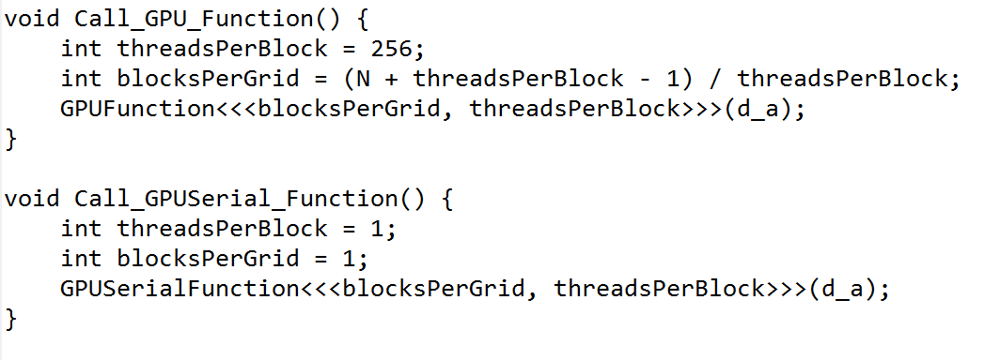 void Call_GPU_Function() {
    int threadsPerBlock = 256;
    int blocksPerGrid = (N + threadsPerBlock - 1) / threadsPerBlock;
    GPUFunction<<<blocksPerGrid, threadsPerBlock>>>(d_a);
}

void Call_GPUSerial_Function() {
    int threadsPerBlock = 1;
    int blocksPerGrid = 1;
    GPUSerialFunction<<<blocksPerGrid, threadsPerBlock>>>(d_a);
}